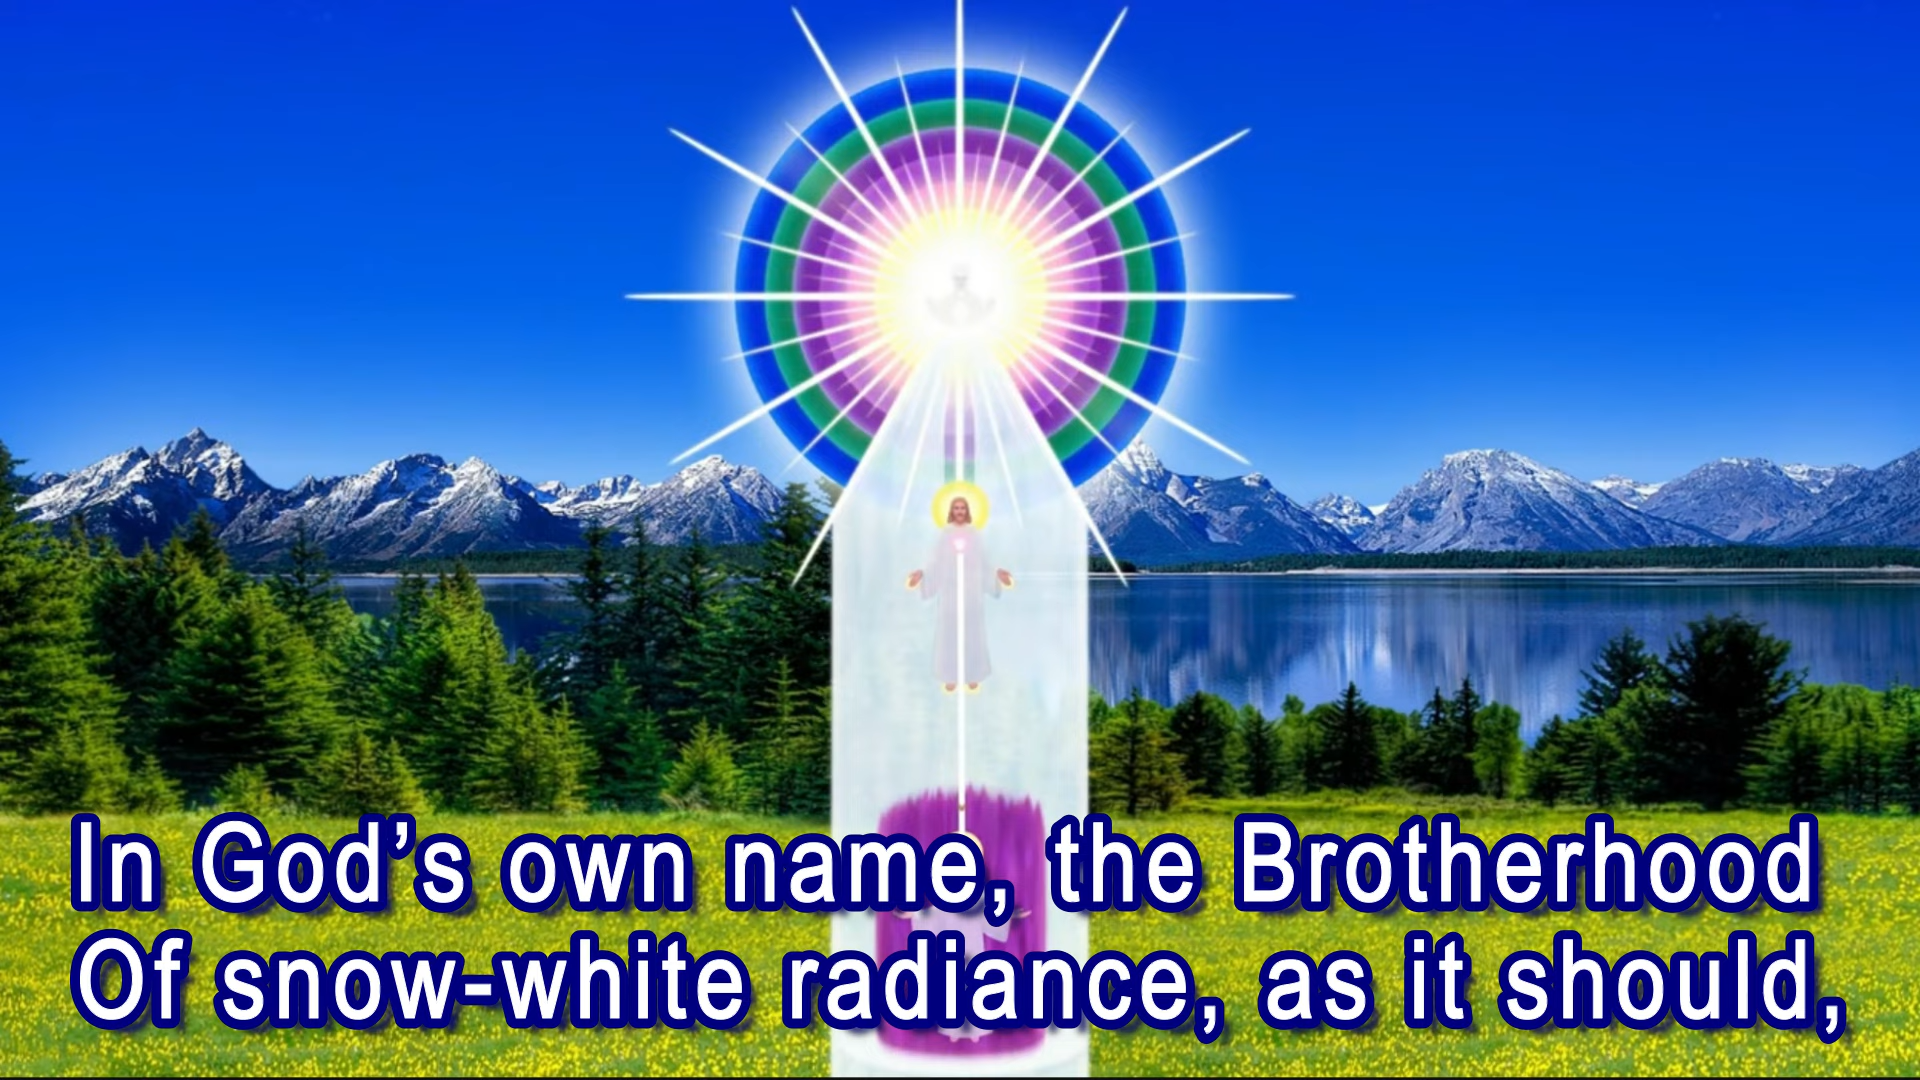 In God’s own name, the Brotherhood
Of snow-white radiance, as it should,